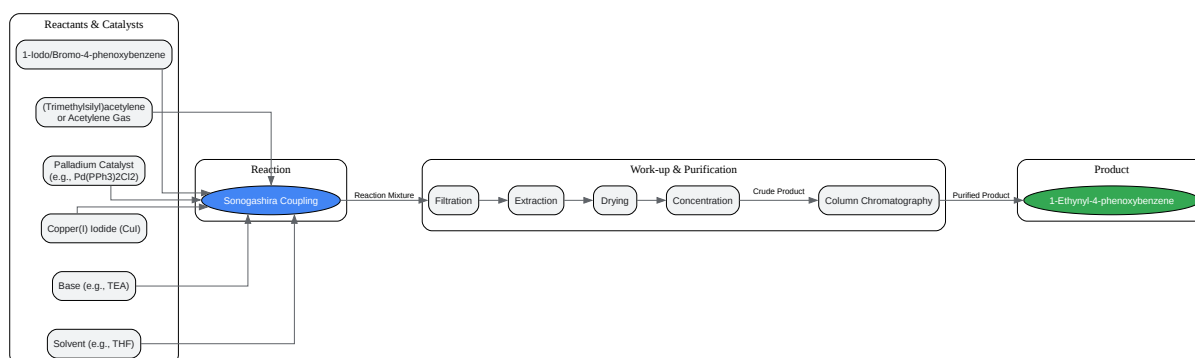 Reactants & Catalysts
1-Iodo/Bromo-4-phenoxybenzene
(Trimethylsilyl)acetylene
or Acetylene Gas
Palladium Catalyst
(e.g., Pd(PPh3)2Cl2)
Copper(I) Iodide (CuI)
Base (e.g., TEA)
Solvent (e.g., THF)
Reaction
Sonogashira Coupling
Reaction Mixture
Work-up & Purification
Filtration
Extraction
Drying
Concentration
Crude Product
Column Chromatography
Purified Product
Product
1-Ethynyl-4-phenoxybenzene